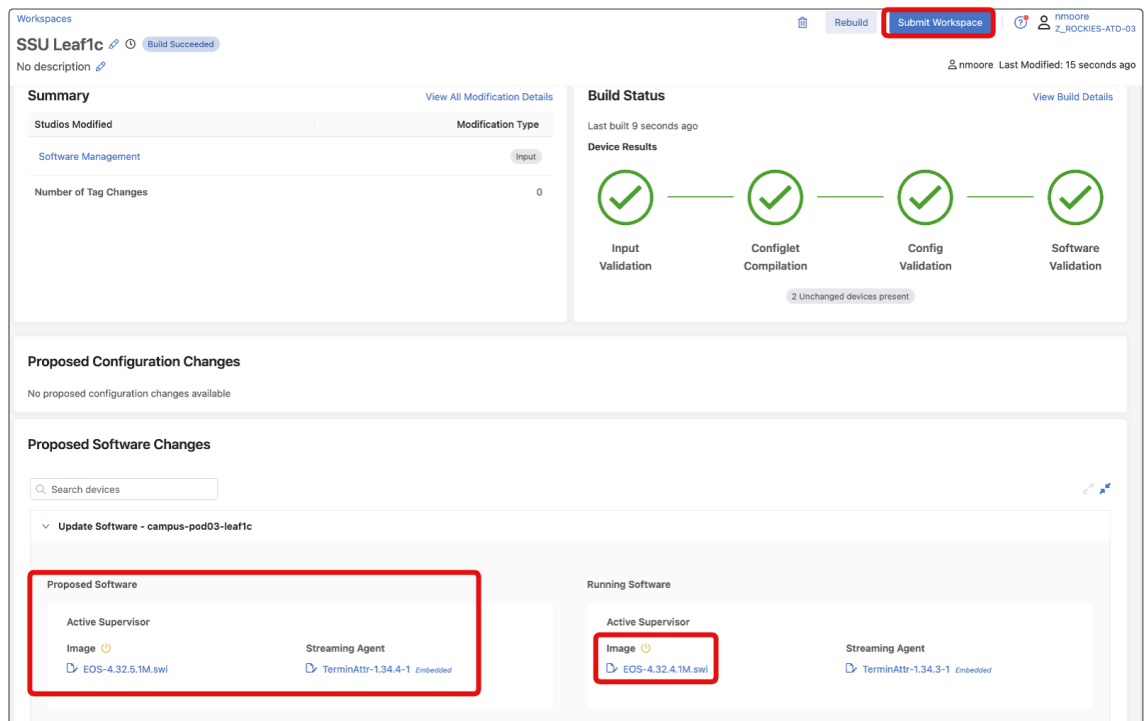 Workspaces
SSU Leaf1c Build Succeeded
No description
Rebuild
Submit Workspace
nmoore
Z_ROCKIES-ATD-03
nmoore Last Modified: 15 seconds ago
Summary
View All Modification Details
Studios Modified
Modification Type
Software Management
Input
Number of Tag Changes
0
Build Status
View Build Details
Last built 9 seconds ago
Device Results
Input
Validation
Configlet
Compilation
Config
Validation
Software
Validation
2 Unchanged devices present
Proposed Configuration Changes
No proposed configuration changes available
Proposed Software Changes
Search devices
Update Software - campus-pod03-leaf1c
Proposed Software
Active Supervisor
Image
Streaming Agent
EOS-4.32.5.1M.swi
TerminAttr-1.34.4-1 Embedded
Running Software
Active Supervisor
Image
Streaming Agent
EOS-4.32.4.1M.swi
TerminAttr-1.34.3-1 Embedded